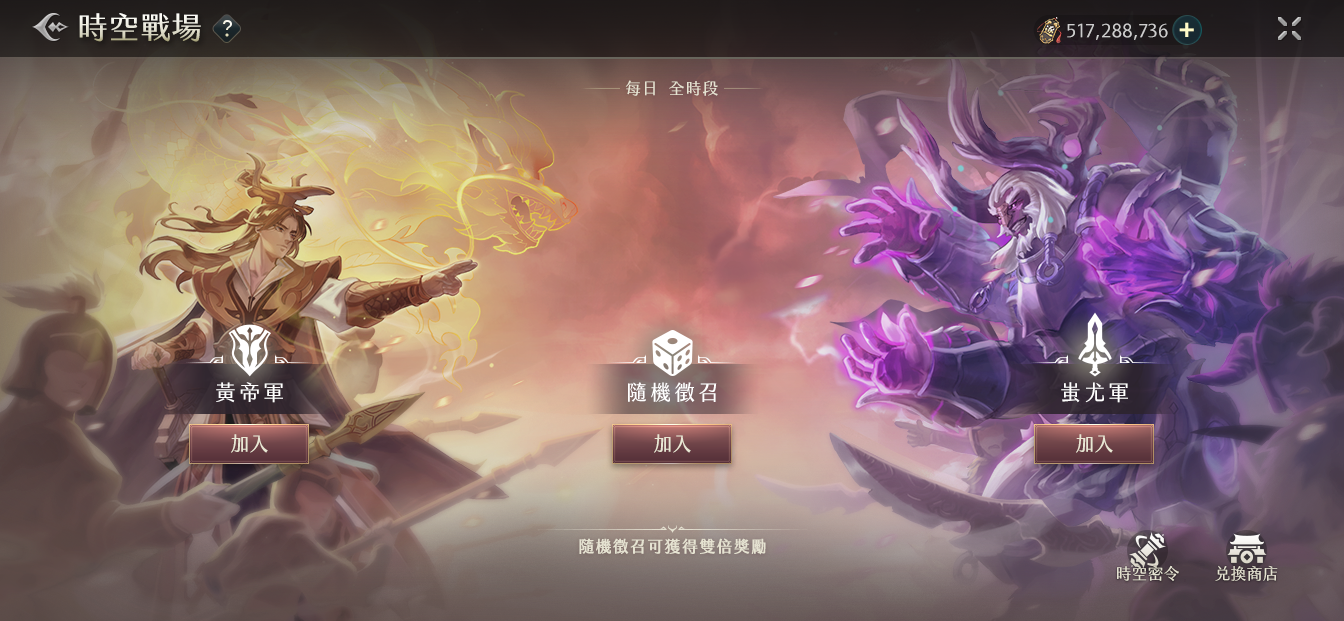 時空戰場 ?
517,288,736 +
每日 全時段
黃帝軍
加入
隨機徵召
加入
蚩尤軍
加入
隨機徵召可獲得雙倍獎勵
時空密令
兌換商店